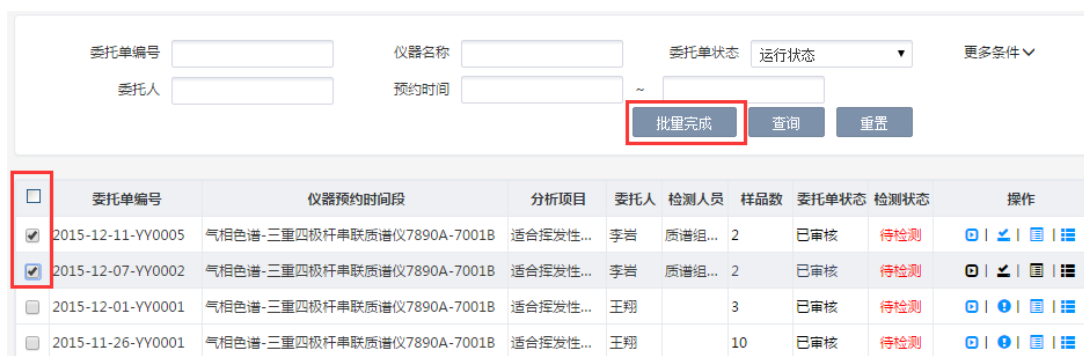 委托单编号 仪器名称 委托单状态 运行状态 更多条件
委托人 预约时间 ~
批量完成 查询 重置
委托单编号 仪器预约时间段 分析项目 委托人 检测人员 样品数 委托单状态 检测状态 操作
2015-12-11-YY0005 气相色谱-三重四极杆串联质谱仪7890A-7001B 适合挥发性... 李岩 质谱组... 2 已审核 待检测
2015-12-07-YY0002 气相色谱-三重四极杆串联质谱仪7890A-7001B 适合挥发性... 李岩 质谱组... 2 已审核 待检测
2015-12-01-YY0001 气相色谱-三重四极杆串联质谱仪7890A-7001B 适合挥发性... 王翔 3 已审核 待检测
2015-11-26-YY0001 气相色谱-三重四极杆串联质谱仪7890A-7001B 适合挥发性... 王翔 10 已审核 待检测